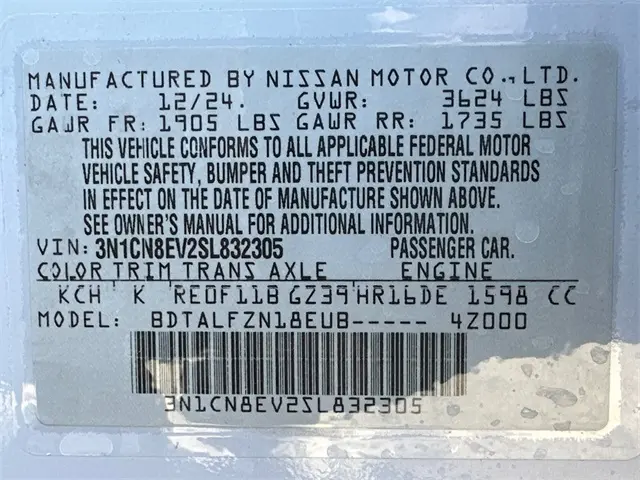 MANUFACTURED BY NISSAN MOTOR CO., LTD.
DATE: 12/24. GVWR: 3624 LBS
GAWR FR: 1905 LBS GAWR RR: 1735 LBS
THIS VEHICLE CONFORMS TO ALL APPLICABLE FEDERAL MOTOR
VEHICLE SAFETY, BUMPER AND THEFT PREVENTION STANDARDS
IN EFFECT ON THE DATE OF MANUFACTURE SHOWN ABOVE.
SEE OWNER'S MANUAL FOR ADDITIONAL INFORMATION.
VIN: 3N1CN8EV2SL832305 PASSENGER CAR.
COLOR TRIM TRANS AXLE ENGINE
KCH K RE0F11B GZ39 HR16DE 1598 CC
MODEL: BDTALFZN18EUB----- 4Z000
3N1CN8EV2SL832305